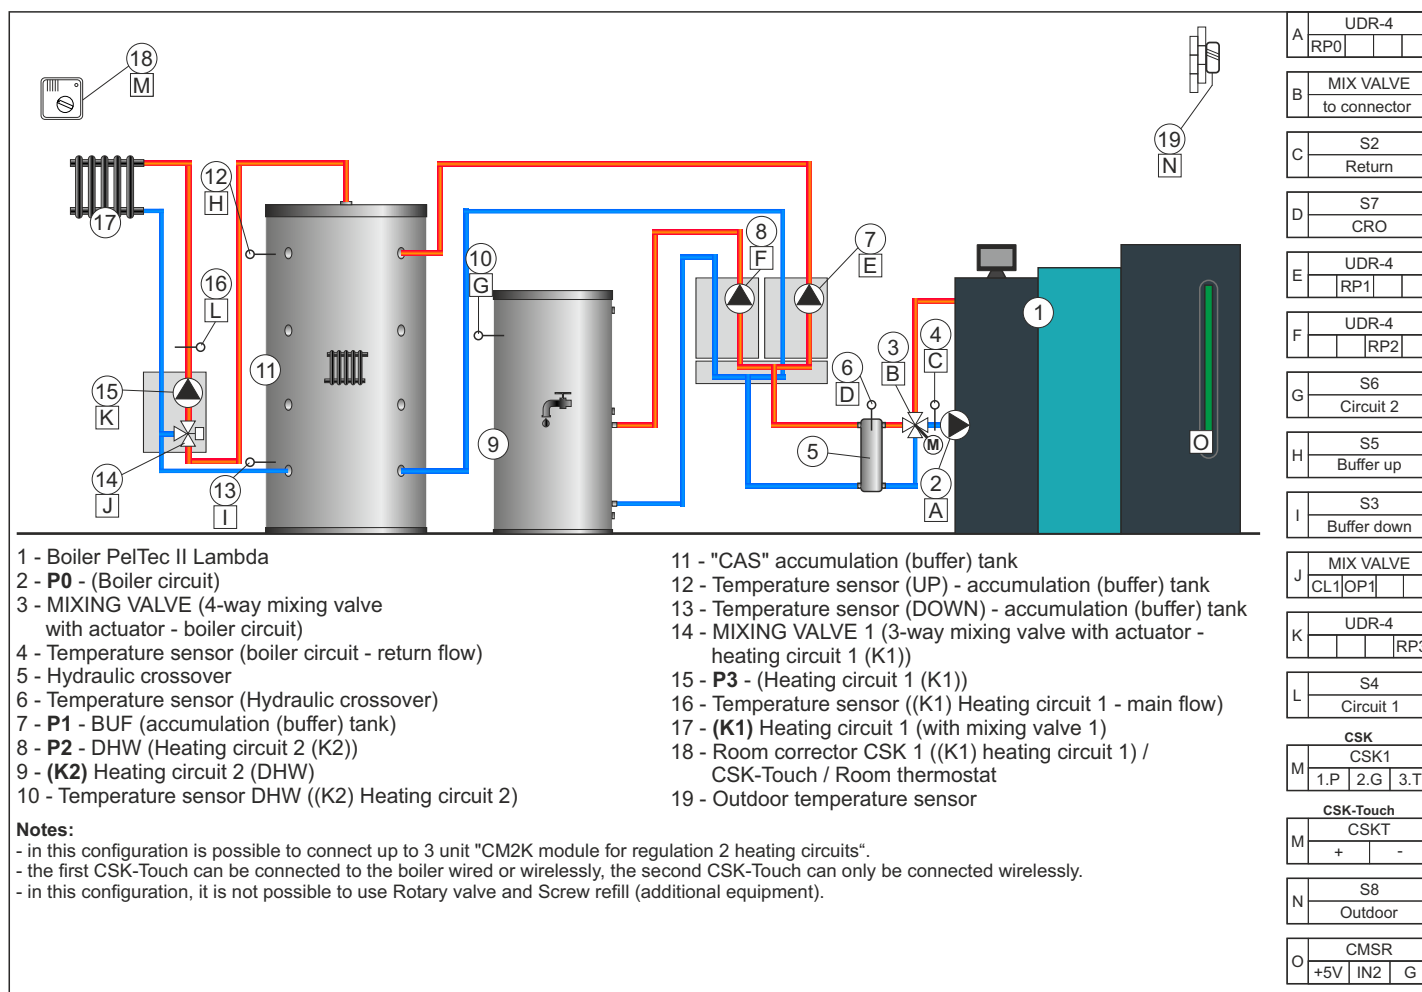 18
M
19
N
12
H
17
16
L
10
G
8
F
7
E
1
11
15
K
3
B
4
C
6
D
M
O
9
5
14
J
13
I
2
A
1 - Boiler PelTec II Lambda
2 - P0 - (Boiler circuit)
3 - MIXING VALVE (4-way mixing valve
with actuator - boiler circuit)
4 - Temperature sensor (boiler circuit - return flow)
5 - Hydraulic crossover
6 - Temperature sensor (Hydraulic crossover)
7 - P1 - BUF (accumulation (buffer) tank)
8 - P2 - DHW (Heating circuit 2 (K2))
9 - (K2) Heating circuit 2 (DHW)
10 - Temperature sensor DHW ((K2) Heating circuit 2)
11 - "CAS" accumulation (buffer) tank
12 - Temperature sensor (UP) - accumulation (buffer) tank
13 - Temperature sensor (DOWN) - accumulation (buffer) tank
14 - MIXING VALVE 1 (3-way mixing valve with actuator -
heating circuit 1 (K1))
15 - P3 - (Heating circuit 1 (K1))
16 - Temperature sensor ((K1) Heating circuit 1 - main flow)
17 - (K1) Heating circuit 1 (with mixing valve 1)
18 - Room corrector CSK 1 ((K1) heating circuit 1) /
CSK-Touch / Room thermostat
19 - Outdoor temperature sensor
Notes:
- in this configuration is possible to connect up to 3 unit "CM2K module for regulation 2 heating circuits“.
- the first CSK-Touch can be connected to the boiler wired or wirelessly, the second CSK-Touch can only be connected wirelessly.
- in this configuration, it is not possible to use Rotary valve and Screw refill (additional equipment).
A
UDR-4
RP0
B
MIX VALVE
to connector
C
S2
Return
D
S7
CRO
E
UDR-4
RP1
F
UDR-4
RP2
G
S6
Circuit 2
H
S5
Buffer up
I
S3
Buffer down
J
MIX VALVE
CL1 OP1
K
UDR-4
RP3
L
S4
Circuit 1
CSK
M
CSK1
1.P 2.G 3.T
CSK-Touch
M
CSKT
+ -
N
S8
Outdoor
O
CMSR
+5V IN2 G